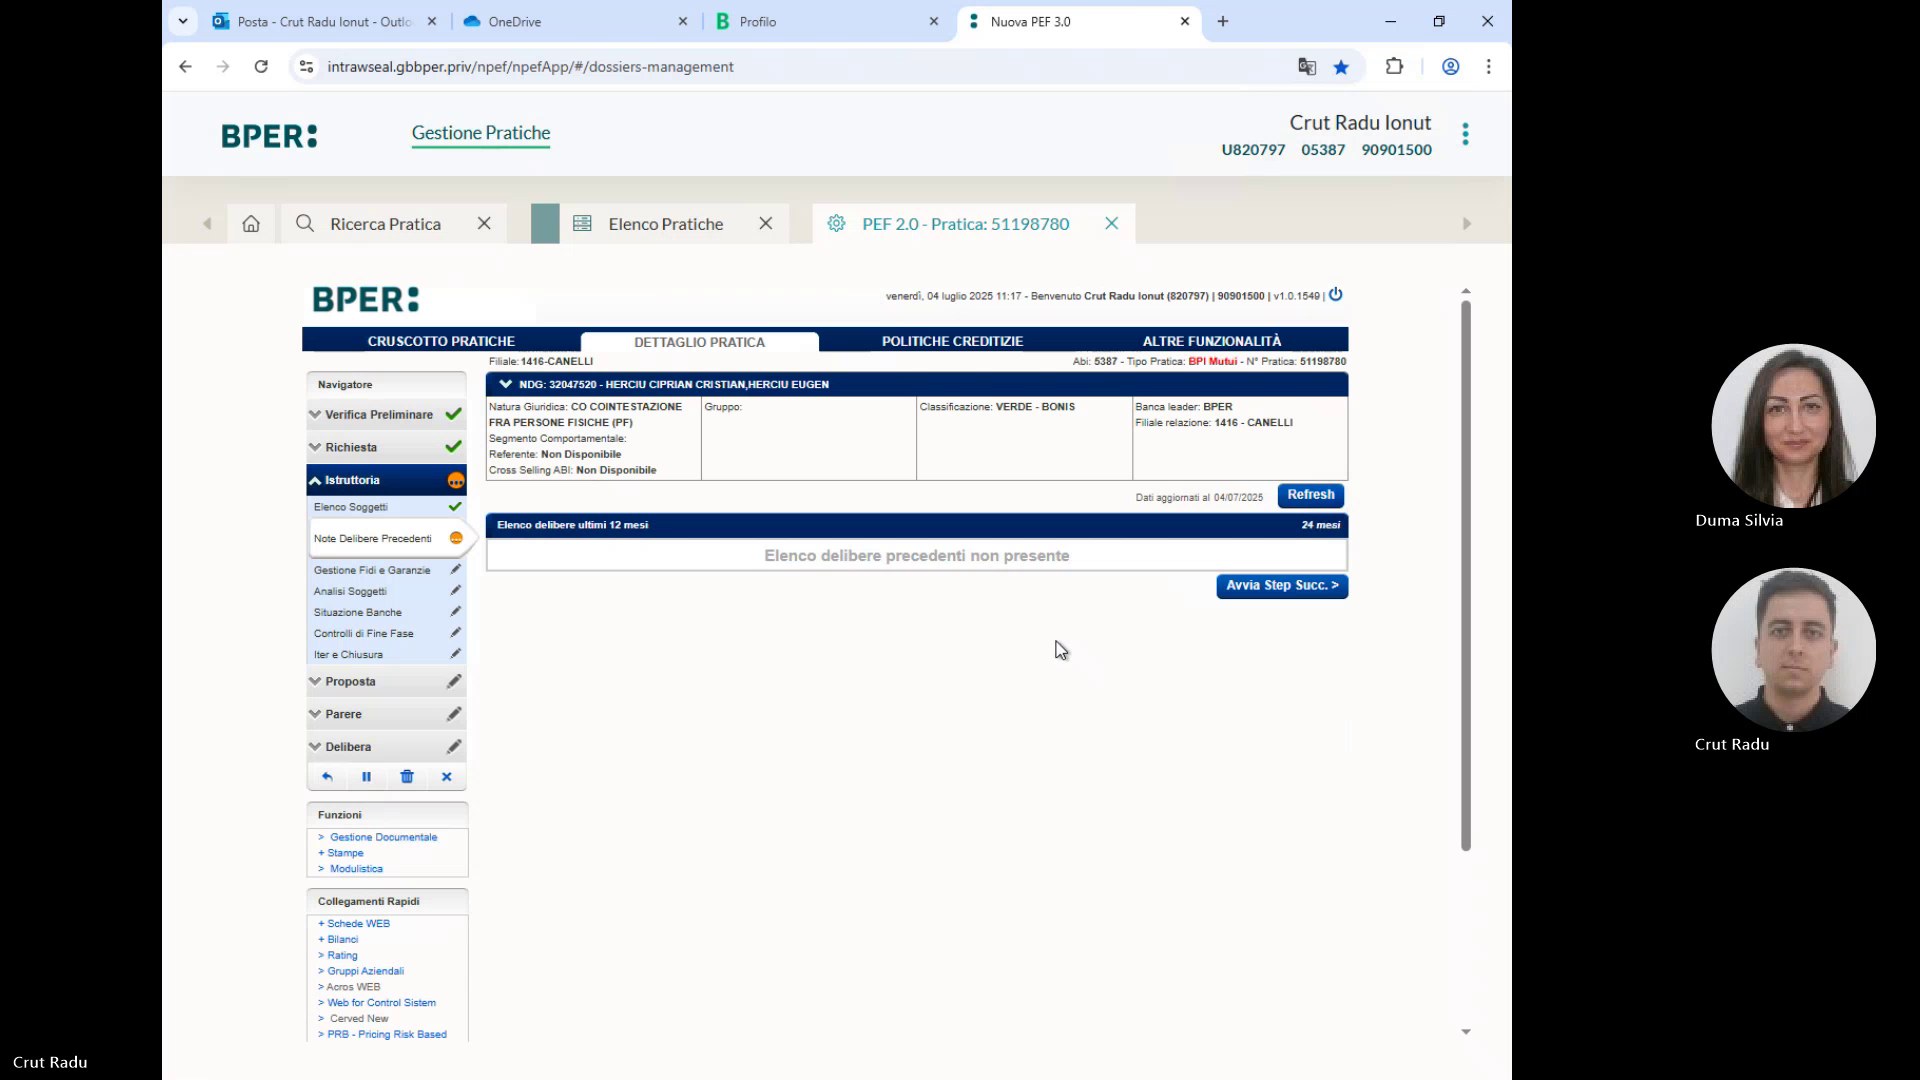 Posta - Crut Radu Ionut - Outlo
OneDrive
Profilo
Nuova PEF 3.0
intrawseal.gbbper.priv/npef/npefApp/#/dossiers-management
BPER:
Gestione Pratiche
Crut Radu Ionut
U820797 05387 90901500
Ricerca Pratica
Elenco Pratiche
PEF 2.0 - Pratica: 51198780
BPER:
venerdì, 04 luglio 2025 11:17 - Benvenuto Crut Radu Ionut (820797) | 90901500 | v1.0.1549 |
CRUSCOTTO PRATICHE
DETTAGLIO PRATICA
POLITICHE CREDITIZIE
ALTRE FUNZIONALITÀ
Filiale: 1416-CANELLI
Abi: 5387 - Tipo Pratica: BPI Mutui - N° Pratica: 51198780
Navigatore
Verifica Preliminare
Richiesta
Istruttoria
Elenco Soggetti
Note Delibere Precedenti
Gestione Fidi e Garanzie
Analisi Soggetti
Situazione Banche
Controlli di Fine Fase
Iter e Chiusura
Proposta
Parere
Delibera
NDG: 32047520 - HERCIU CIPRIAN CRISTIAN,HERCIU EUGEN
Natura Giuridica: CO COINTESTAZIONE
FRA PERSONE FISICHE (PF)
Segmento Comportamentale:
Referente: Non Disponibile
Cross Selling ABI: Non Disponibile
Gruppo:
Classificazione: VERDE - BONIS
Banca leader: BPER
Filiale relazione: 1416 - CANELLI
Dati aggiornati al 04/07/2025
Refresh
Elenco delibere ultimi 12 mesi
24 mesi
Elenco delibere precedenti non presente
Avvia Step Succ. >
Funzioni
> Gestione Documentale
+ Stampe
> Modulistica
Collegamenti Rapidi
+ Schede WEB
+ Bilanci
> Rating
> Gruppi Aziendali
> Acros WEB
> Web for Control Sistem
> Cerved New
> PRB - Pricing Risk Based
Duma Silvia
Crut Radu
Crut Radu